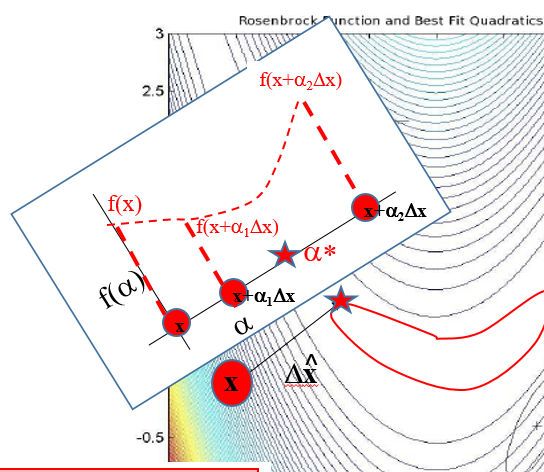 Rosenbrock Function and Best Fit Quadratics
3
2.5
f(x+α₂Δx)
f(x)
f(x+α₁Δx)
x+α₂Δx
α*
f(α)
x+α₁Δx
x
α
x
Δx̂
-0.5